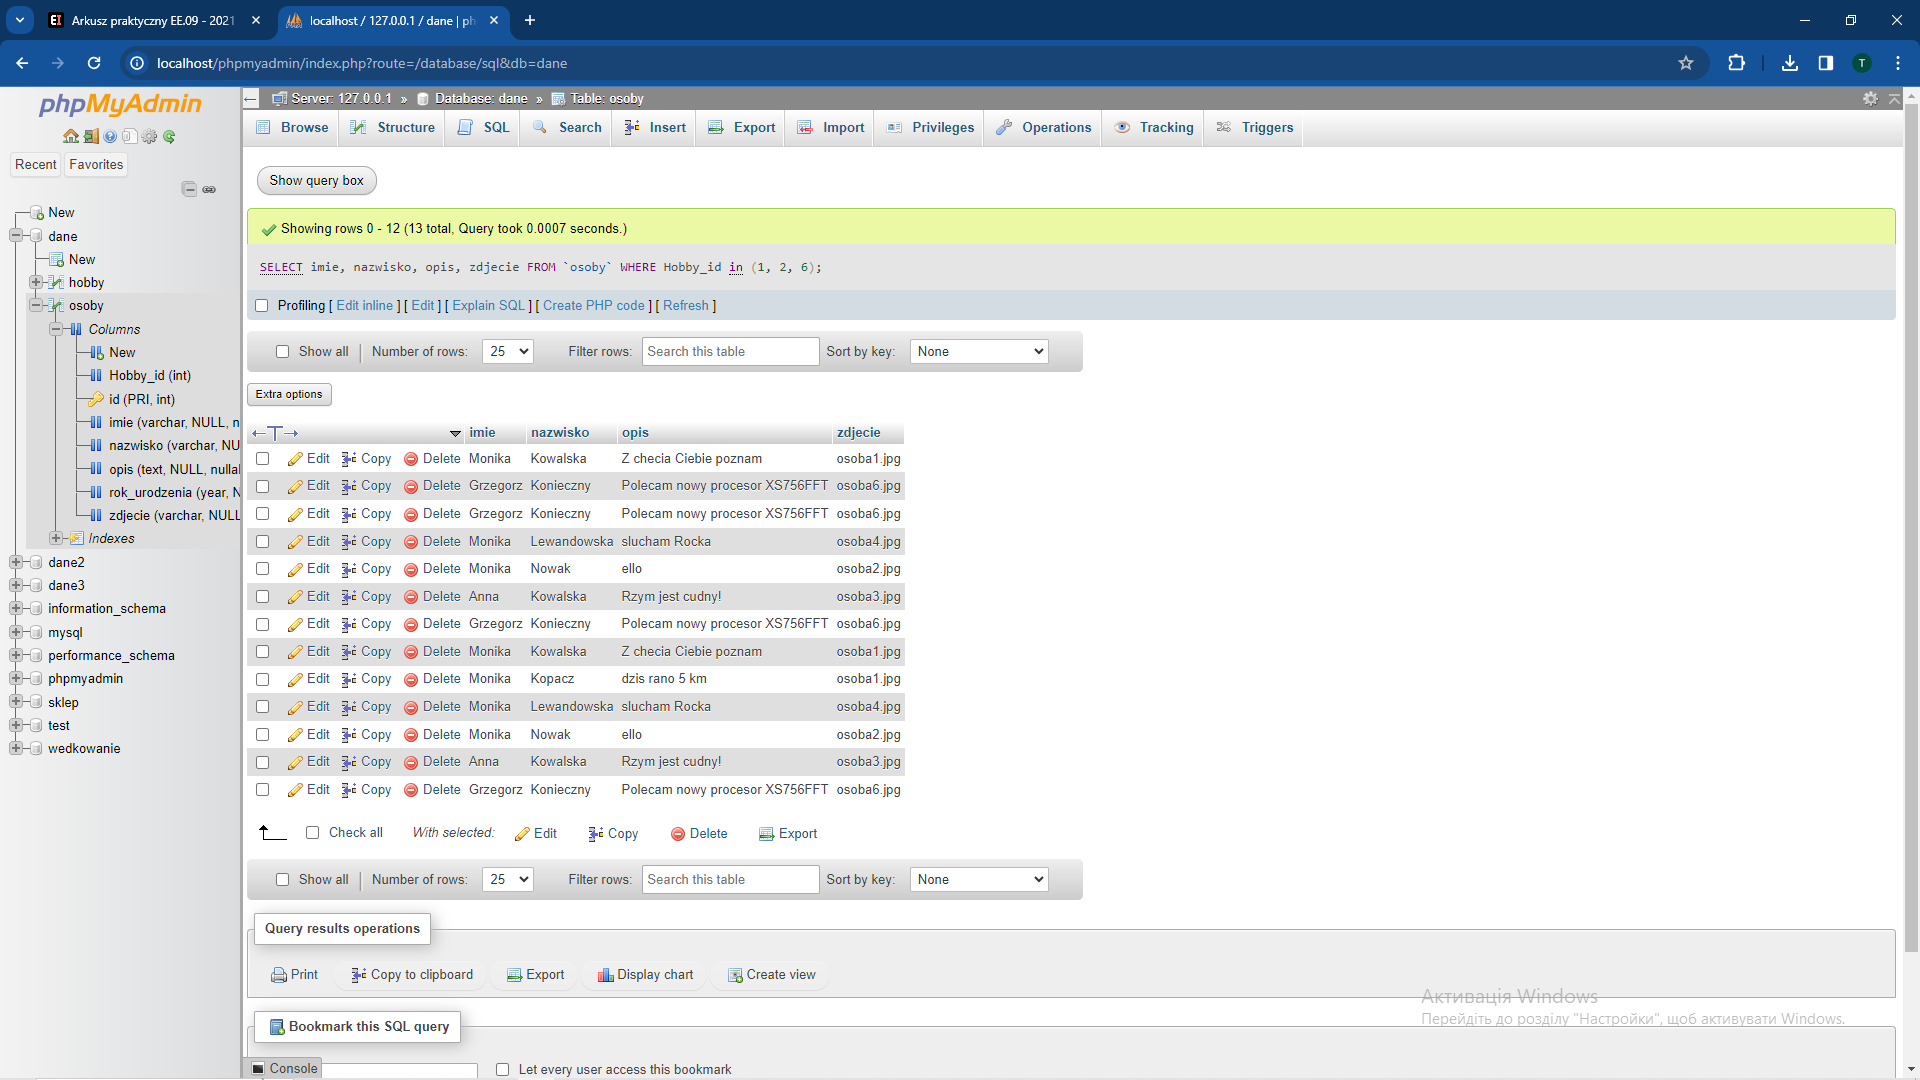 Arkusz praktyczny EE.09 - 2021
localhost / 127.0.0.1 / dane | ph
localhost/phpmyadmin/index.php?route=/database/sql&db=dane
T
phpMyAdmin
Recent Favorites
New
dane
New
hobby
osoby
Columns
New
Hobby_id (int)
id (PRI, int)
imie (varchar, NULL, n
nazwisko (varchar, NU
opis (text, NULL, nullal
rok_urodzenia (year, N
zdjecie (varchar, NULL
Indexes
dane2
dane3
information_schema
mysql
performance_schema
phpmyadmin
sklep
test
wedkowanie
Server: 127.0.0.1 » Database: dane » Table: osoby
Browse Structure SQL Search Insert Export Import Privileges Operations Tracking Triggers
Show query box
Showing rows 0 - 12 (13 total, Query took 0.0007 seconds.)
SELECT imie, nazwisko, opis, zdjecie FROM `osoby` WHERE Hobby_id in (1, 2, 6);
Profiling [ Edit inline ] [ Edit ] [ Explain SQL ] [ Create PHP code ] [ Refresh ]
Show all Number of rows: 25 Filter rows: Search this table Sort by key: None
Extra options
imie nazwisko opis zdjecie
Edit Copy Delete Monika Kowalska Z checia Ciebie poznam osoba1.jpg
Edit Copy Delete Grzegorz Konieczny Polecam nowy procesor XS756FFT osoba6.jpg
Edit Copy Delete Grzegorz Konieczny Polecam nowy procesor XS756FFT osoba6.jpg
Edit Copy Delete Monika Lewandowska slucham Rocka osoba4.jpg
Edit Copy Delete Monika Nowak ello osoba2.jpg
Edit Copy Delete Anna Kowalska Rzym jest cudny! osoba3.jpg
Edit Copy Delete Grzegorz Konieczny Polecam nowy procesor XS756FFT osoba6.jpg
Edit Copy Delete Monika Kowalska Z checia Ciebie poznam osoba1.jpg
Edit Copy Delete Monika Kopacz dzis rano 5 km osoba1.jpg
Edit Copy Delete Monika Lewandowska slucham Rocka osoba4.jpg
Edit Copy Delete Monika Nowak ello osoba2.jpg
Edit Copy Delete Anna Kowalska Rzym jest cudny! osoba3.jpg
Edit Copy Delete Grzegorz Konieczny Polecam nowy procesor XS756FFT osoba6.jpg
Check all With selected: Edit Copy Delete Export
Show all Number of rows: 25 Filter rows: Search this table Sort by key: None
Query results operations
Print Copy to clipboard Export Display chart Create view
Активація Windows
Перейдіть до розділу "Настройки", щоб активувати Windows.
Bookmark this SQL query
Console
Let every user access this bookmark